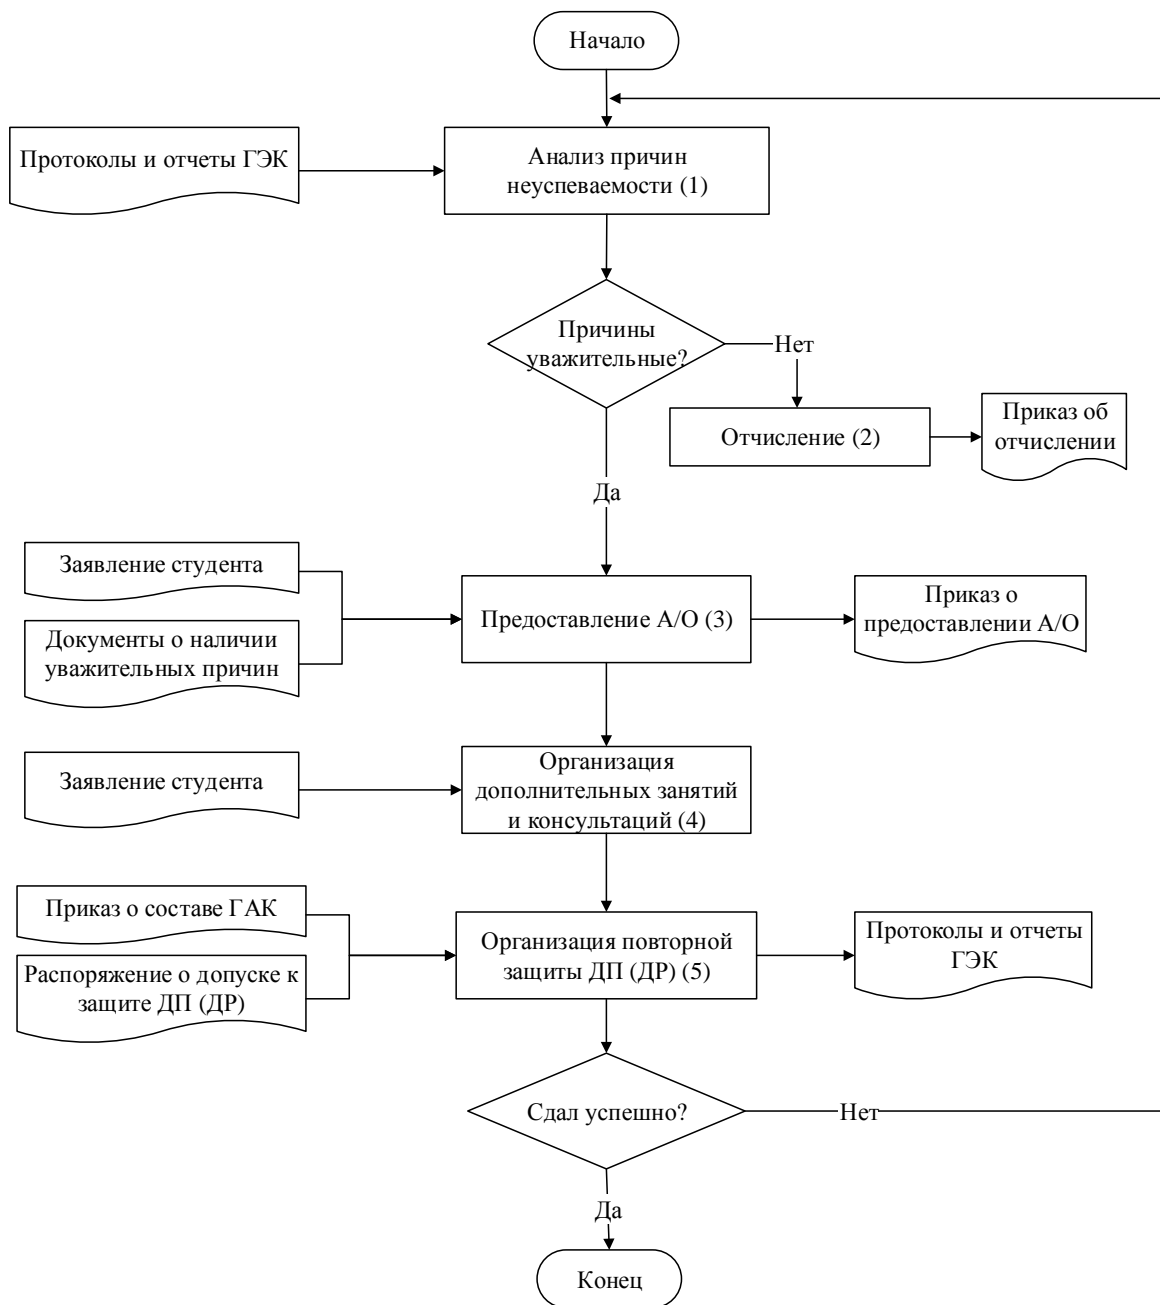 Начало
Протоколы и отчеты ГЭК
Анализ причин
неуспеваемости (1)
Причины
уважительные?
Нет
Отчисление (2)
Приказ об
отчислении
Да
Заявление студента
Документы о наличии
уважительных причин
Предоставление А/О (3)
Приказ о
предоставлении А/О
Заявление студента
Организация
дополнительных занятий
и консультаций (4)
Приказ о составе ГАК
Распоряжение о допуске к
защите ДП (ДР)
Организация повторной
защиты ДП (ДР) (5)
Протоколы и отчеты
ГЭК
Сдал успешно?
Нет
Да
Конец